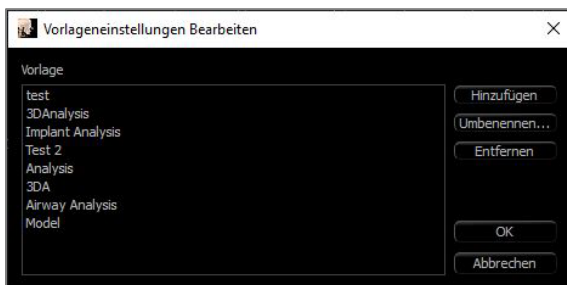 Vorlageneinstellungen Bearbeiten
Vorlage
test
3DAnalysis
Implant Analysis
Test 2
Analysis
3DA
Airway Analysis
Model
Hinzufügen
Umbenennen...
Entfernen
OK
Abbrechen